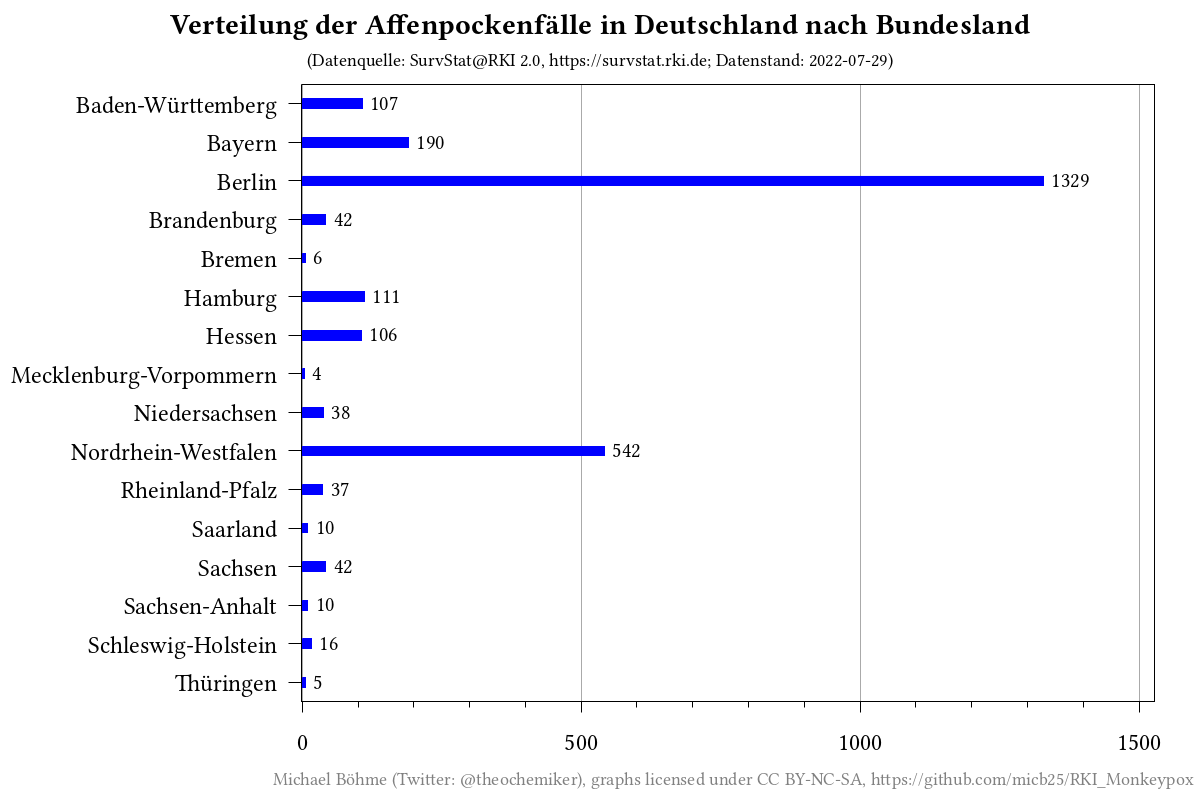 Verteilung der Affenpockenfälle in Deutschland nach Bundesland
(Datenquelle: SurvStat@RKI 2.0, https://survstat.rki.de; Datenstand: 2022-07-29)
Baden-Württemberg 107
Bayern 190
Berlin 1329
Brandenburg 42
Bremen 6
Hamburg 111
Hessen 106
Mecklenburg-Vorpommern 4
Niedersachsen 38
Nordrhein-Westfalen 542
Rheinland-Pfalz 37
Saarland 10
Sachsen 42
Sachsen-Anhalt 10
Schleswig-Holstein 16
Thüringen 5
0 500 1000 1500
Michael Böhme (Twitter: @theochemiker), graphs licensed under CC BY-NC-SA, https://github.com/micb25/RKI_Monkeypox